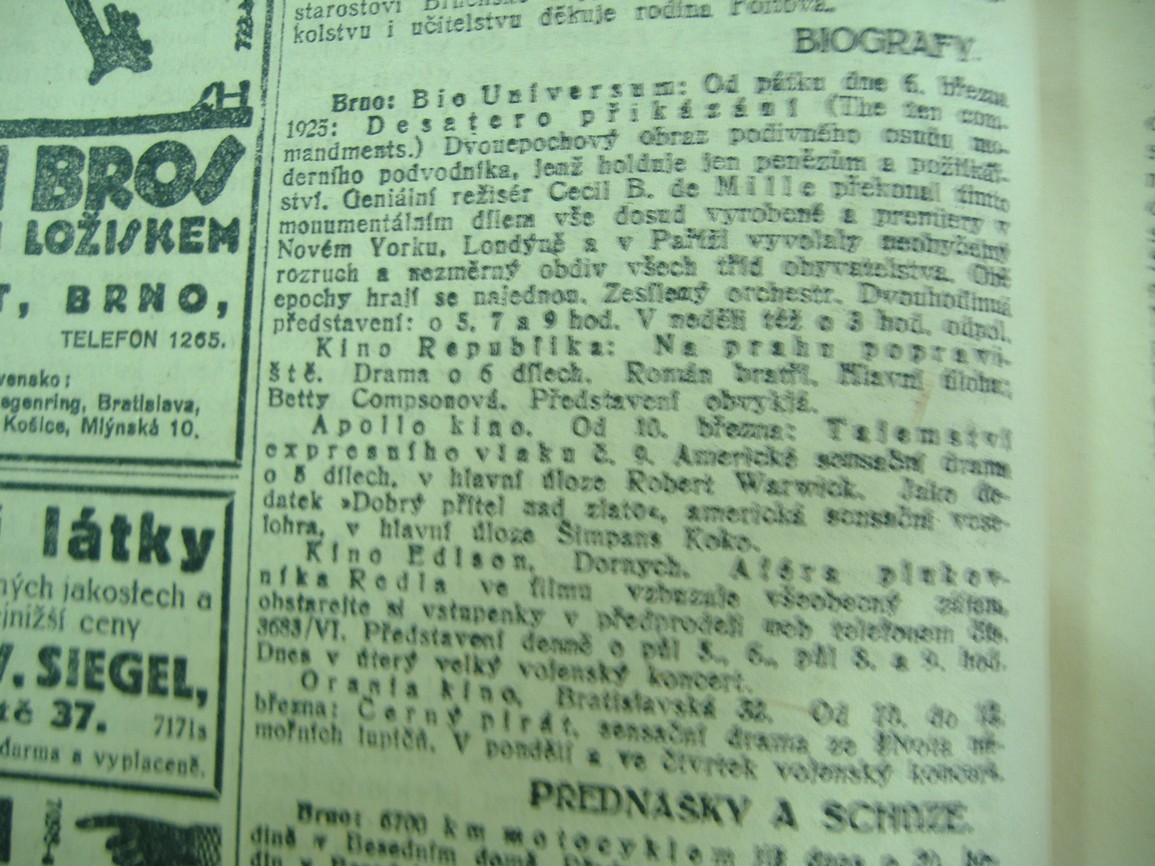 BROS
LOŽISKEM
T, BRNO,
TELEFON 1265.
vensko:
egenring, Bratislava,
Košice, Mlýnská 10.
látky
ných jakostech a
ejnižší ceny
V. SIEGEL,
tě 37. 7171s
darma a vyplaceně.
starostovi
kolstvu i učitelstvu děkuje rodina
BIOGRAFY.
Brno: Bio Universum: Od pátku dne 6. března
1925: Desatero přikázání (The ten com-
mandments.) Dvouepochový obraz podivného osudu mo-
derního podvodníka, jenž holduje jen penězům a požitkář-
ství. Geniální režisér Cecil B. de Mille překonal tímto
monumentálním dílem vše dosud vyrobené a premiery v
Novém Yorku, Londýně a v Paříži vyvolaly neobyčejný
rozruch a nezměrný obdiv všech tříd obyvatelstva. Obě
epochy hrají se najednou. Zesílený orchestr. Dvouhodinná
představení: o 5, 7 a 9 hod. V neděli též o 3 hod. odpol.
Kino Republika: Na prahu popravi-
ště. Drama o 6 dílech. Román bratří. Hlavní úloha:
Betty Compsonová. Představení obvyklá.
Apollo kino. Od 10. března: Tajemství
expresního vlaku č. 9. Americké sensační drama
o 5 dílech, v hlavní úloze Robert Warwick. Jako do-
datek »Dobrý přítel nad zlato«, americká sensační vese-
lohra, v hlavní úloze Šimpans Koko.
Kino Edison, Dornych. Aféra plukov-
níka Redla ve filmu vzbuzuje všeobecný zájem,
obstarejte si vstupenky v předprodeji neb telefonem čís.
3683/VI. Představení denně o půl 5., 6., půl 8. a 9. hod.
Dnes v úterý velký vojenský koncert.
Orania kino, Bratislavská 32. Od 10. do 12.
března: Černý pirát, sensační drama ze života ná-
mořních lupičů. V pondělí a ve čtvrtek vojenský koncert.
PŘEDNÁŠKY A SCHŮZE.
Brno: 6700 km motocyklem
dině v Besedním domě.